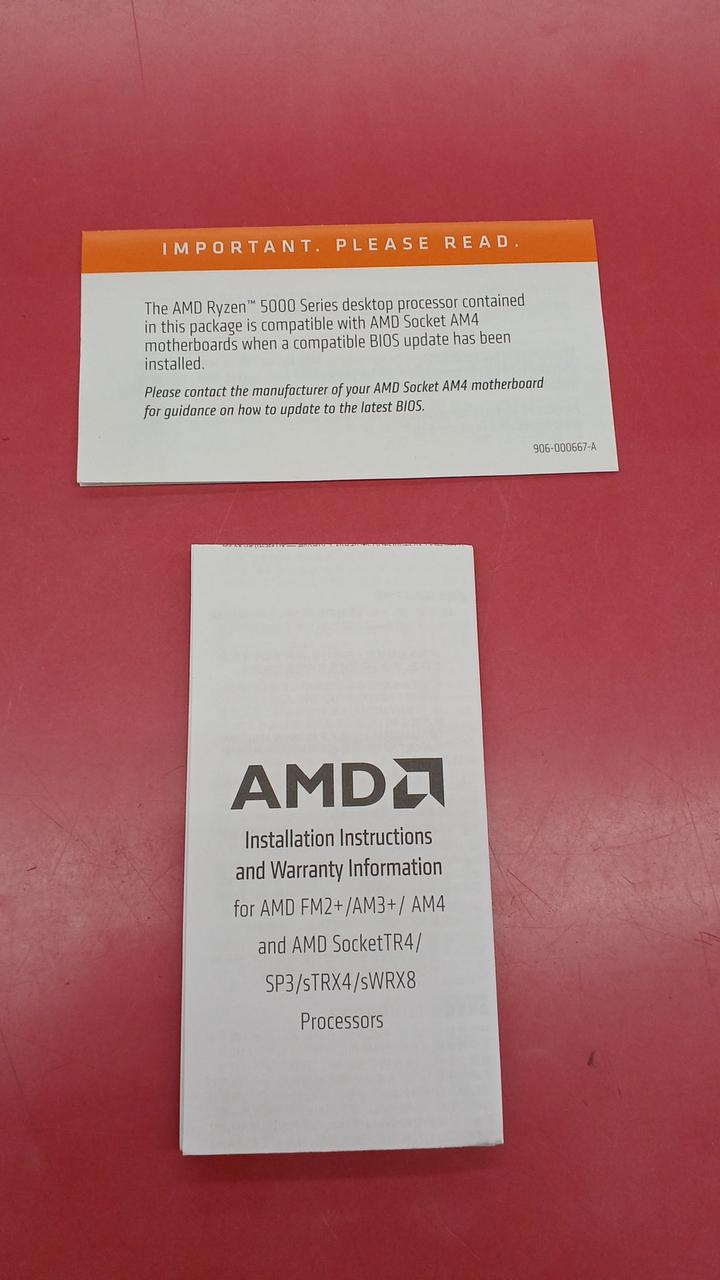 IMPORTANT. PLEASE READ.
The AMD Ryzen™ 5000 Series desktop processor contained
in this package is compatible with AMD Socket AM4
motherboards when a compatible BIOS update has been
installed.
Please contact the manufacturer of your AMD Socket AM4 motherboard
for guidance on how to update to the latest BIOS.
906-000667-A
AMD
Installation Instructions
and Warranty Information
for AMD FM2+/AM3+/ AM4
and AMD SocketTR4/
SP3/sTRX4/sWRX8
Processors